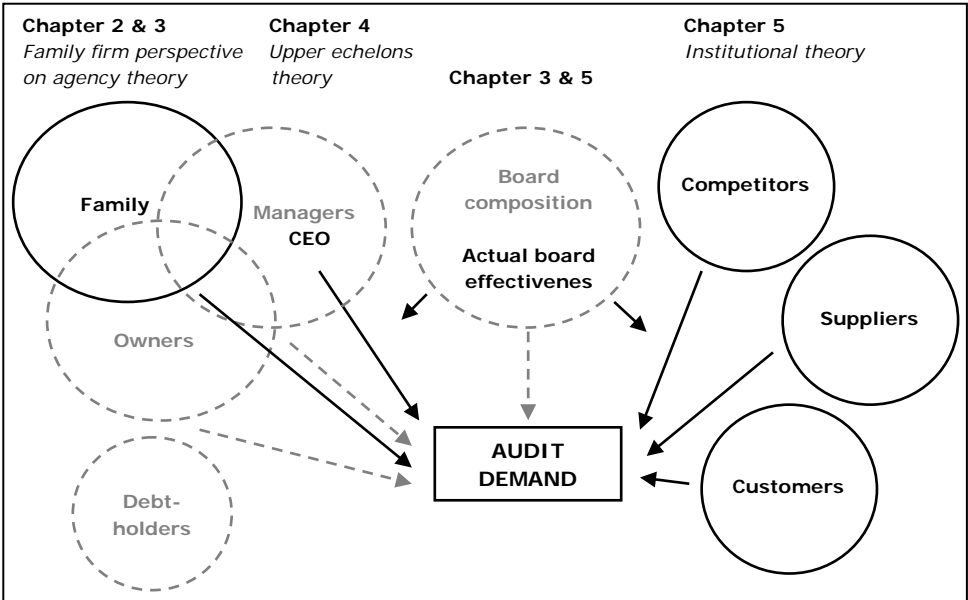 Chapter 2 & 3
Family firm perspective
on agency theory
Chapter 4
Upper echelons
theory
Chapter 3 & 5
Chapter 5
Institutional theory
Family
Managers
CEO
Owners
Debt-
holders
Board
composition
Actual board
effectivenes
Competitors
Suppliers
Customers
AUDIT
DEMAND